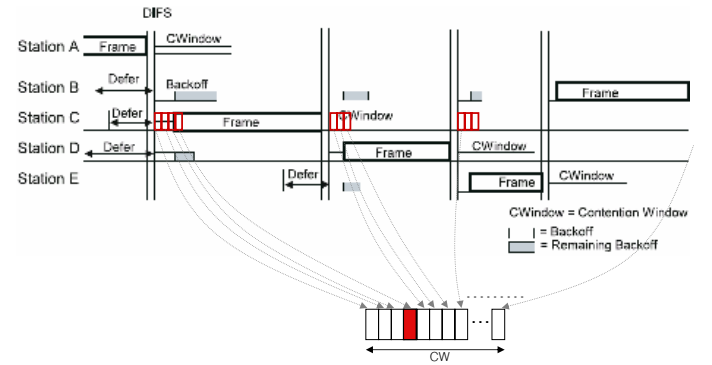 DIFS
Station A Frame CWindow
Station B Defer Backoff Frame
Station C Defer Frame CWindow
Station D Defer Frame CWindow
Station E Defer Frame CWindow
CWindow = Contention Window
= Backoff
= Remaining Backoff
...
CW